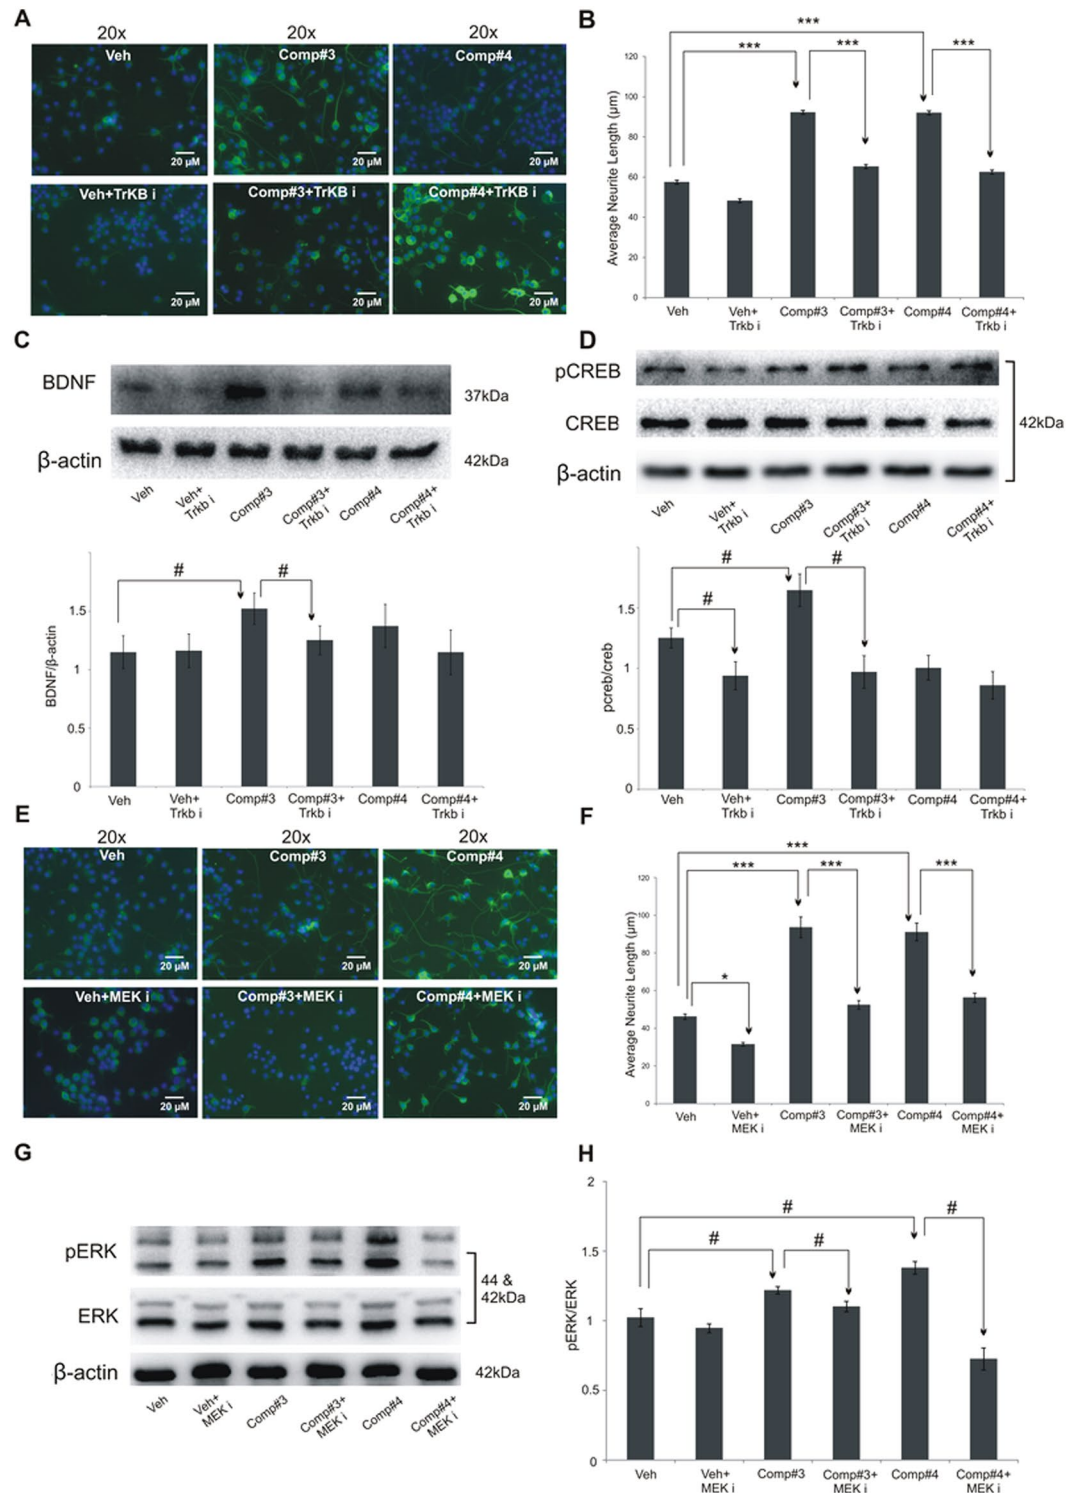 A
20x 20x 20x
Veh Comp#3 Comp#4
20 µM 20 µM 20 µM
Veh+TrKB i Comp#3+TrKB i Comp#4+TrKB i
20 µM 20 µM 20 µM
B
*** 
*** *** ***
120
100
80
60
40
20
0
Average Neurite Length (µm)
Veh Veh+ Trkb i Comp#3 Comp#3+ Trkb i Comp#4 Comp#4+ Trkb i
C
BDNF 37kDa
β-actin 42kDa
Veh Veh+ Trkb i Comp#3 Comp#3+ Trkb i Comp#4 Comp#4+ Trkb i
# #
1.5
1
0.5
0
BDNF/β-actin
Veh Veh+ Trkb i Comp#3 Comp#3+ Trkb i Comp#4 Comp#4+ Trkb i
D
pCREB
CREB 42kDa
β-actin
Veh Veh+ Trkb i Comp#3 Comp#3+ Trkb i Comp#4 Comp#4+ Trkb i
# #
#
1.5
1
0.5
0
pcreb/creb
Veh Veh+ Trkb i Comp#3 Comp#3+ Trkb i Comp#4 Comp#4+ Trkb i
E
20x 20x 20x
Veh Comp#3 Comp#4
20 µM 20 µM 20 µM
Veh+MEK i Comp#3+MEK i Comp#4+MEK i
20 µM 20 µM 20 µM
F
***
*** *** ***
*
120
100
80
60
40
20
0
Average Neurite Length (µm)
Veh Veh+ MEK i Comp#3 Comp#3+ MEK i Comp#4 Comp#4+ MEK i
G
pERK
44 &
42kDa
ERK
β-actin 42kDa
Veh Veh+ MEK i Comp#3 Comp#3+ MEK i Comp#4 Comp#4+ MEK i
H
2
# #
# #
1.5
1
0.5
0
pERK/ERK
Veh Veh+ MEK i Comp#3 Comp#3+ MEK i Comp#4 Comp#4+ MEK i